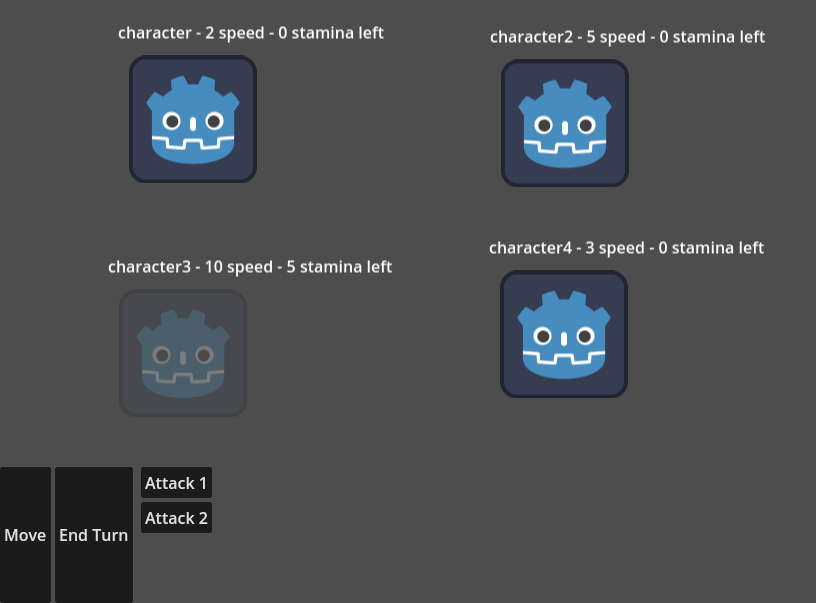 character - 2 speed - 0 stamina left
character2 - 5 speed - 0 stamina left
character3 - 10 speed - 5 stamina left
character4 - 3 speed - 0 stamina left
Move
End Turn
Attack 1
Attack 2